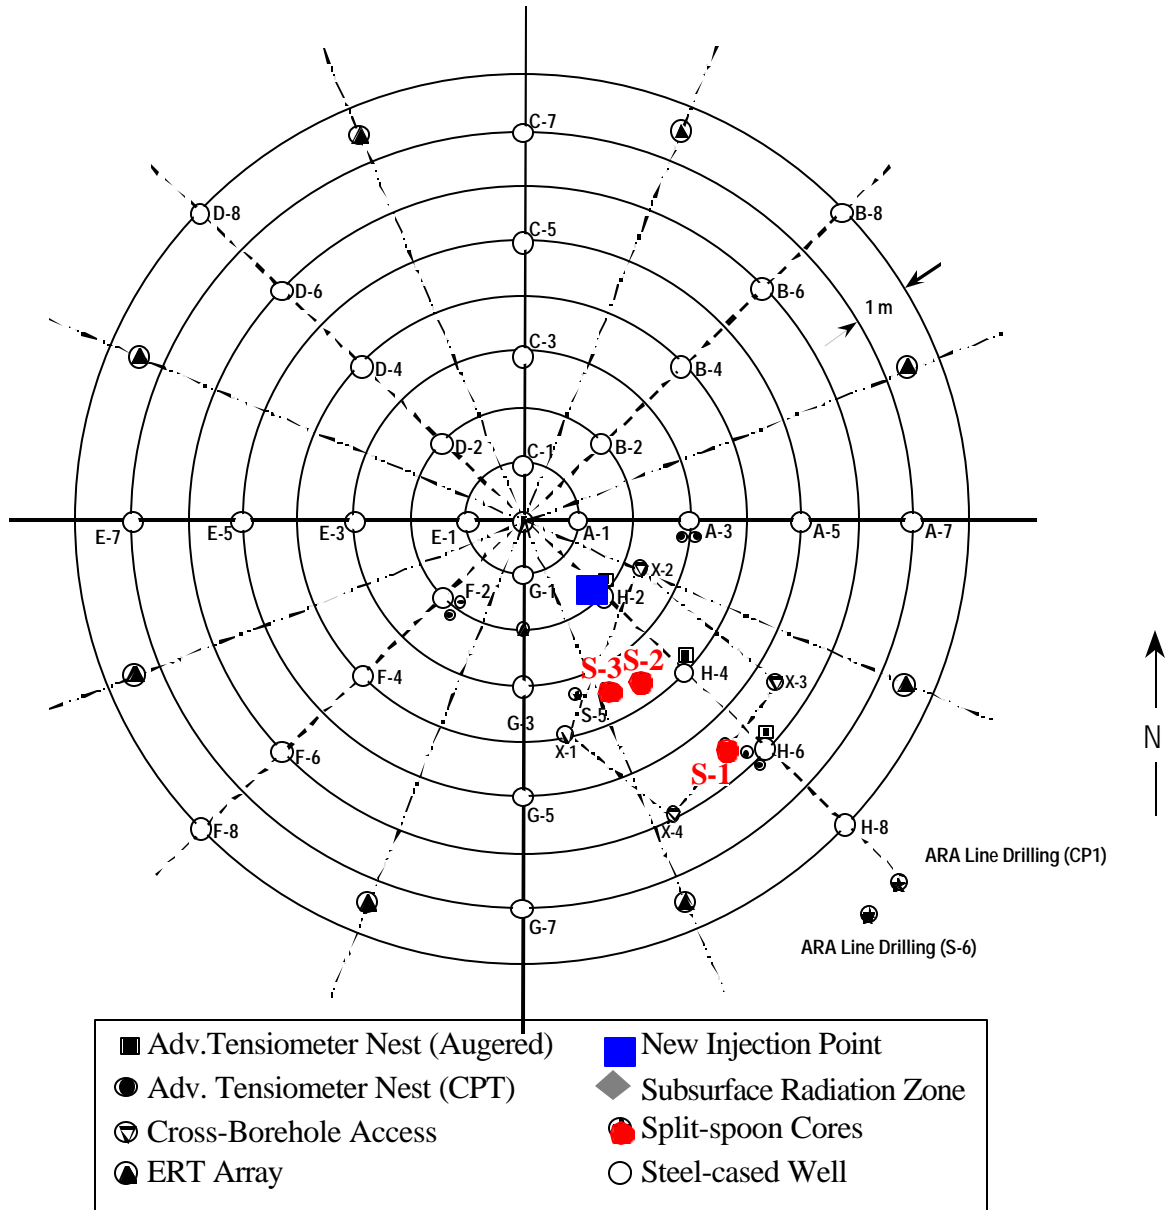 C-7
D-8
B-8
C-5
D-6
B-6
1 m
C-3
D-4
B-4
D-2
C-1
B-2
E-7
E-5
E-3
E-1
A-1
A-3
A-5
A-7
X-2
G-1
F-2
H-2
S-3
S-2
F-4
H-4
X-3
S-5
G-3
X-1
N
F-6
H-6
S-1
G-5
F-8
X-4
H-8
ARA Line Drilling (CP1)
G-7
ARA Line Drilling (S-6)
Adv.Tensiometer Nest (Augered)
New Injection Point
Adv. Tensiometer Nest (CPT)
Subsurface Radiation Zone
Cross-Borehole Access
Split-spoon Cores
ERT Array
Steel-cased Well